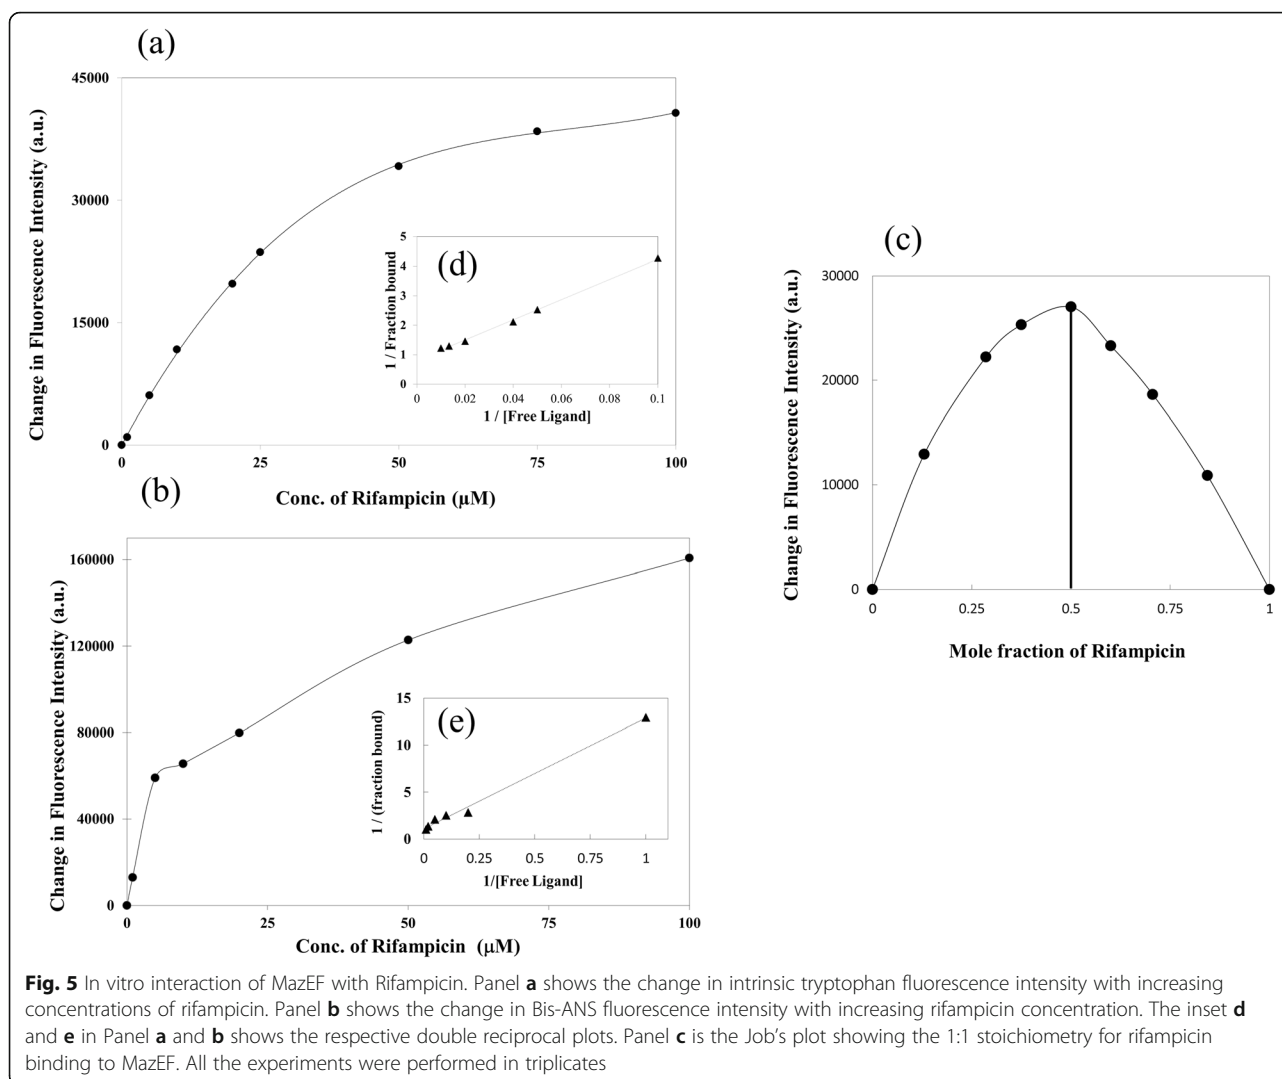 (a)
45000
30000
15000
0
Change in Fluorescence Intensity (a.u.)
0 25 50 75 100
Conc. of Rifampicin (µM)
(d)
5
4
3
2
1
0
1 / Fraction bound
0 0.02 0.04 0.06 0.08 0.1
1 / [Free Ligand]
(b)
160000
120000
80000
40000
0
Change in Fluorescence Intensity (a.u.)
0 25 50 75 100
Conc. of Rifampicin (µM)
(e)
15
10
5
0
1 / (fraction bound)
0 0.25 0.5 0.75 1
1/[Free Ligand]
(c)
30000
20000
10000
0
Change in Fluorescence Intensity (a.u.)
0 0.25 0.5 0.75 1
Mole fraction of Rifampicin
Fig. 5 In vitro interaction of MazEF with Rifampicin. Panel a shows the change in intrinsic tryptophan fluorescence intensity with increasing
concentrations of rifampicin. Panel b shows the change in Bis-ANS fluorescence intensity with increasing rifampicin concentration. The inset d
and e in Panel a and b shows the respective double reciprocal plots. Panel c is the Job's plot showing the 1:1 stoichiometry for rifampicin
binding to MazEF. All the experiments were performed in triplicates